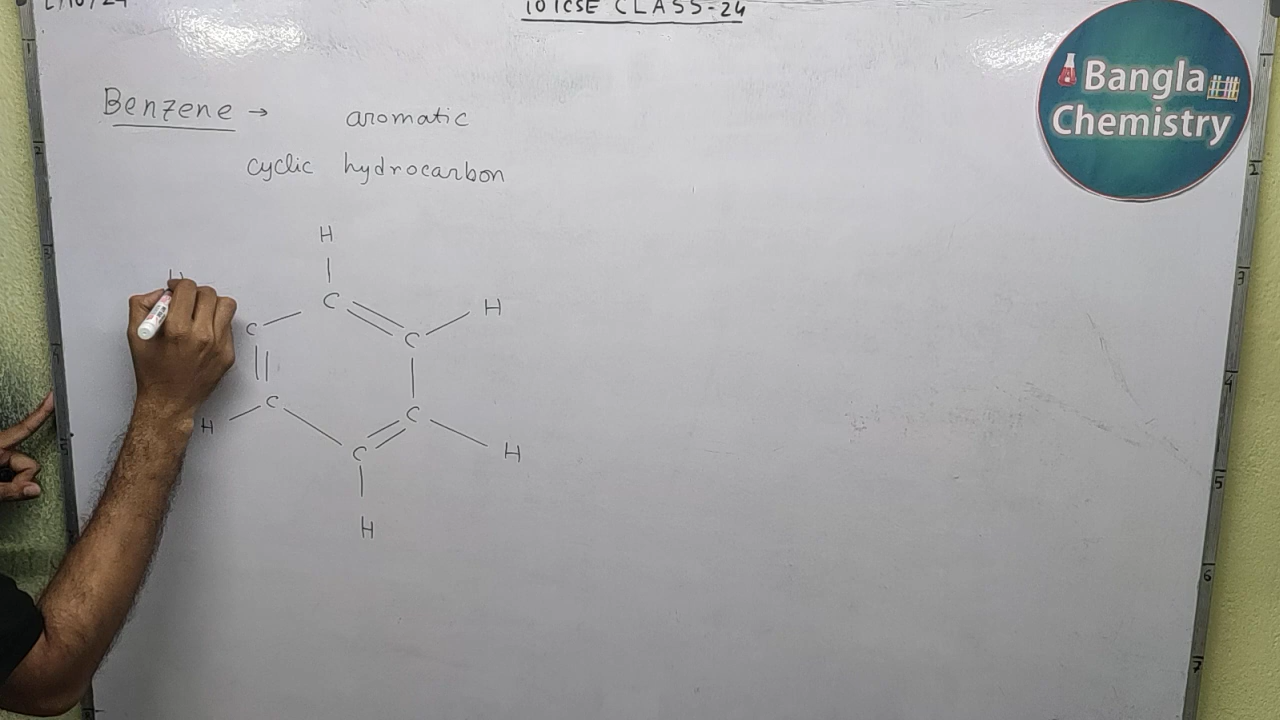 10 ICSE CLASS-24
Bangla
Chemistry
Benzene → aromatic
cyclic hydrocarbon
H
H
C
H
C
C
C
C
H
C
H
H